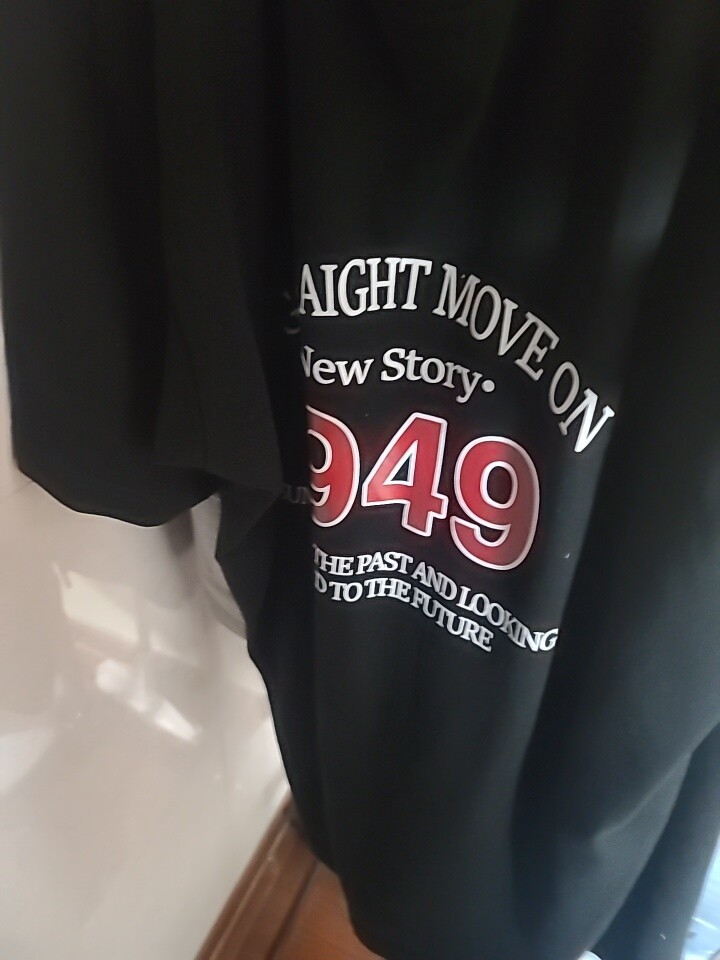 AIGHT MOVE ON
New Story•
949
THE PAST AND LOOKING
D TO THE FUTURE